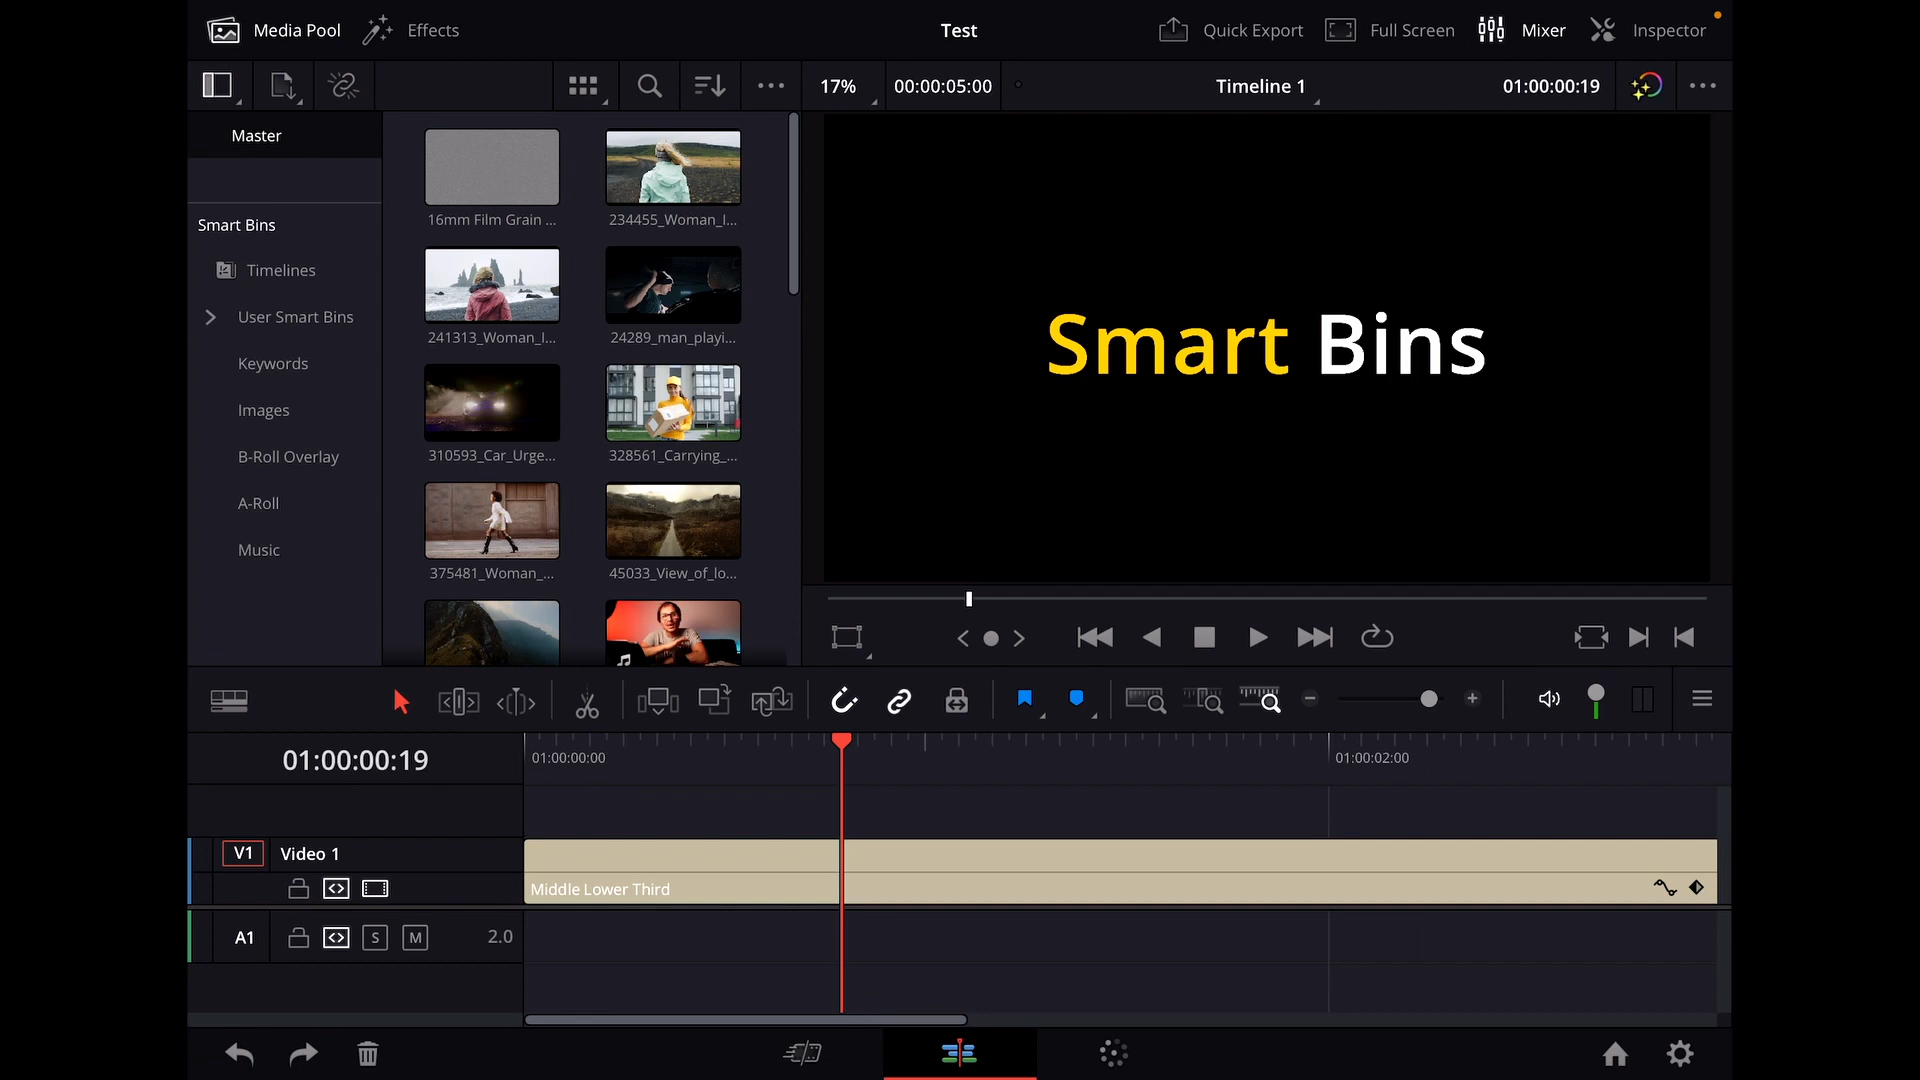 Media Pool
Effects
Test
Quick Export
Full Screen
Mixer
Inspector
17%
00:00:05:00
Timeline 1
01:00:00:19
Master
Smart Bins
Timelines
User Smart Bins
Keywords
Images
B-Roll Overlay
A-Roll
Music
16mm Film Grain ...
234455_Woman_I...
241313_Woman_I...
24289_man_playi...
310593_Car_Urge...
328561_Carrying_...
375481_Woman_...
45033_View_of_lo...
Smart Bins
01:00:00:19
01:00:00:00
01:00:02:00
V1
Video 1
Middle Lower Third
A1
S
M
2.0